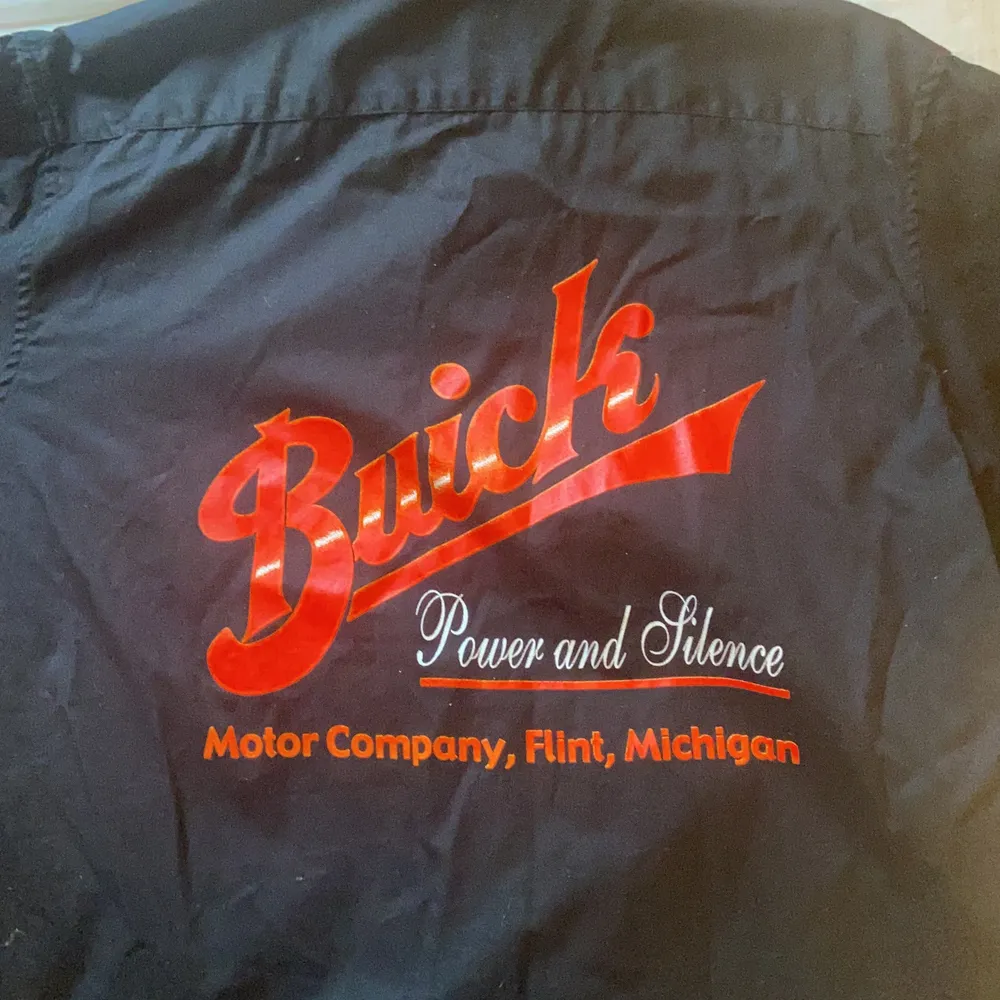 Buick
Power and Silence
Motor Company, Flint, Michigan